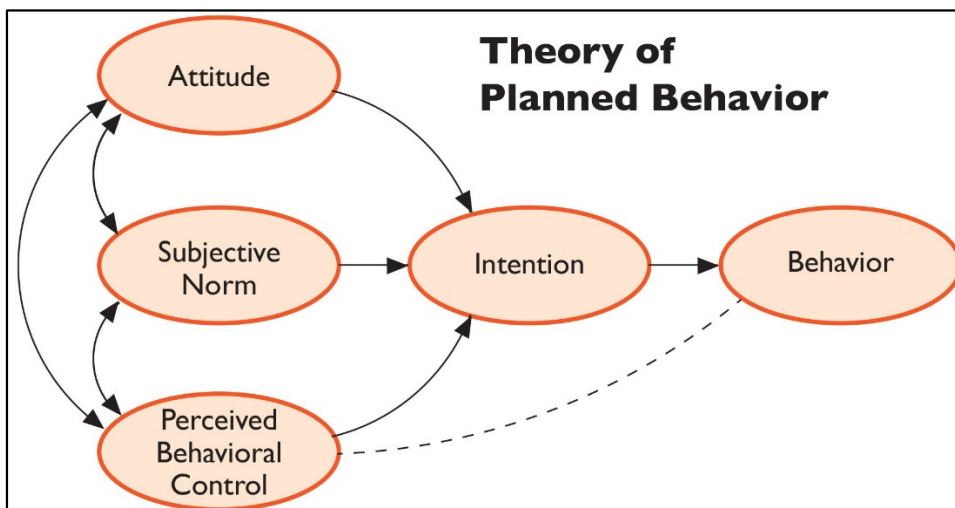 Theory of
Planned Behavior
Attitude
Subjective
Norm
Intention
Behavior
Perceived
Behavioral
Control